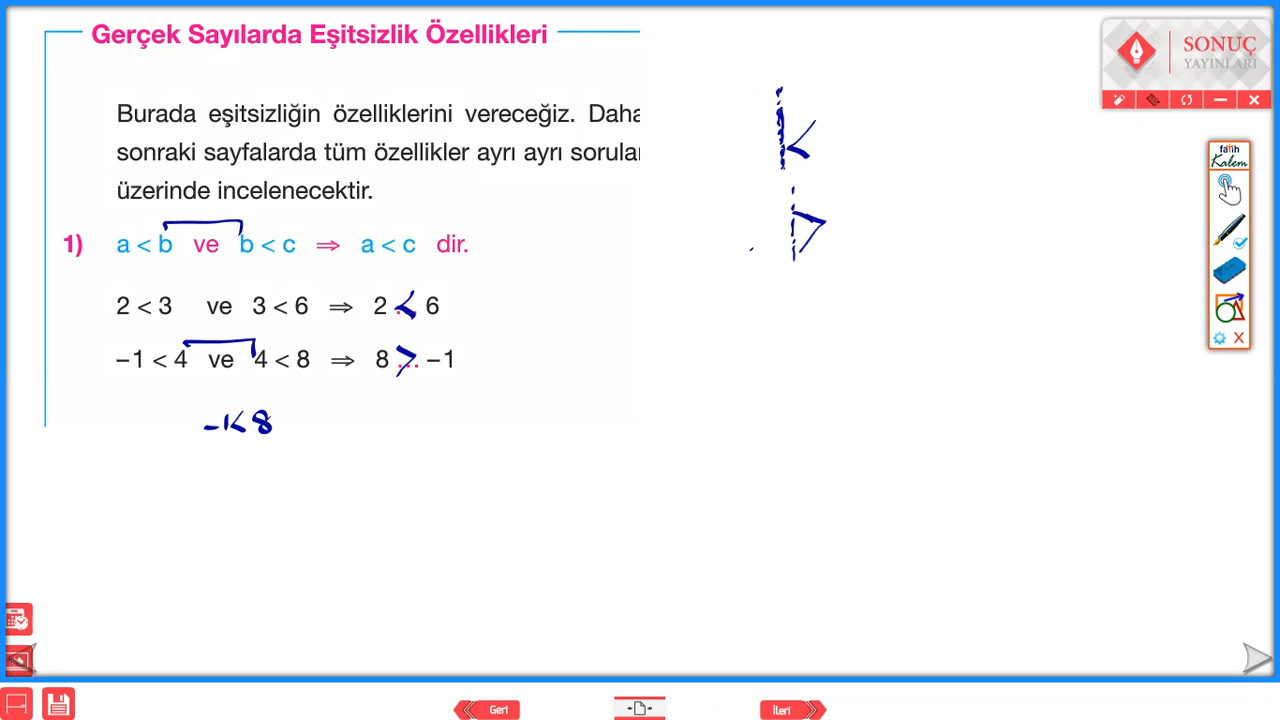 Gerçek Sayılarda Eşitsizlik Özellikleri
SONUÇ
YAYINLARI
Burada eşitsizliğin özelliklerini vereceğiz. Daha
sonraki sayfalarda tüm özellikler ayrı ayrı sorular
üzerinde incelenecektir.
1) a < b ve b < c ⇒ a < c dir.
2 < 3 ve 3 < 6 ⇒ 2 < 6
−1 < 4 ve 4 < 8 ⇒ 8 > −1
-1<8
fatih
Kalem
Geri
İleri